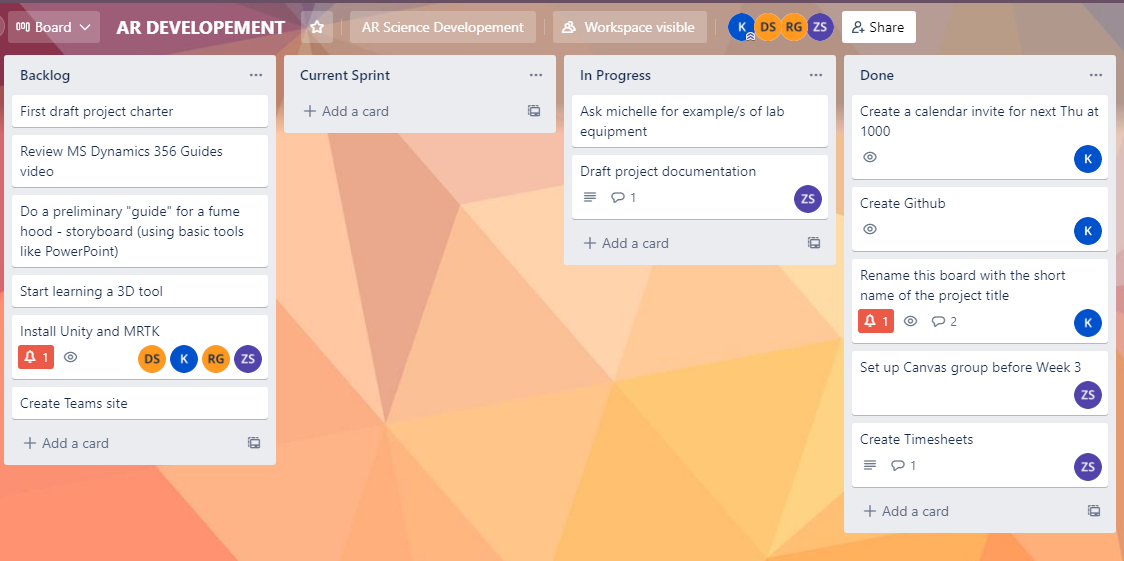 Board
AR DEVELOPEMENT
AR Science Developement
Workspace visible
K
DS
RG
ZS
Share
Backlog
First draft project charter
Review MS Dynamics 356 Guides
video
Do a preliminary "guide" for a fume
hood - storyboard (using basic tools
like PowerPoint)
Start learning a 3D tool
Install Unity and MRTK
1
DS
K
RG
ZS
Create Teams site
Add a card
Current Sprint
Add a card
In Progress
Ask michelle for example/s of lab
equipment
Draft project documentation
1
ZS
Add a card
Done
Create a calendar invite for next Thu at
1000
K
Create Github
K
Rename this board with the short
name of the project title
1
2
K
Set up Canvas group before Week 3
ZS
Create Timesheets
1
ZS
Add a card